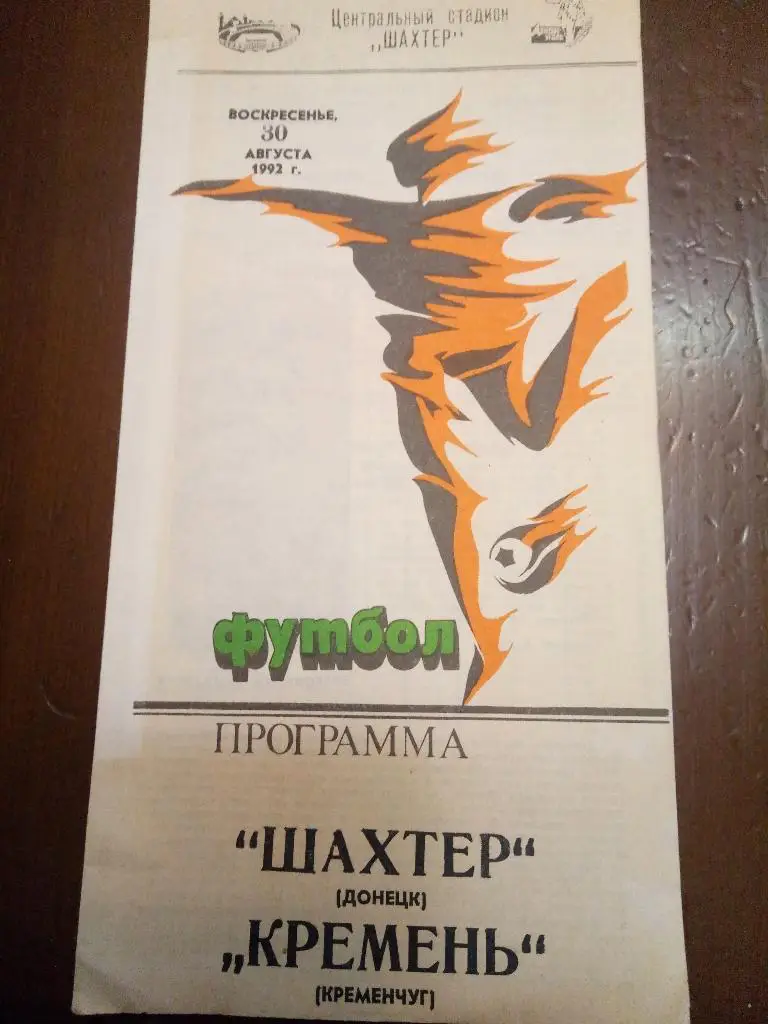 Центральный стадион
„ШАХТЕР"
ВОСКРЕСЕНЬЕ,
30
АВГУСТА
1992 г.
футбол
ПРОГРАММА
"ШАХТЕР"
(ДОНЕЦК)
„КРЕМЕНЬ"
(КРЕМЕНЧУГ)